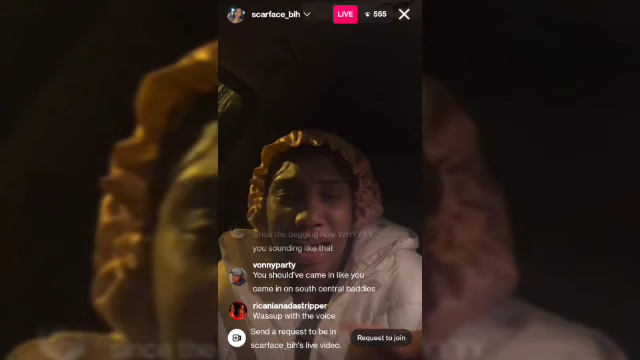 scarface_bih
LIVE
555
Since the begging now WHYYYY
you sounding like that
vonnyparty
You should've came in like you
came in on south central baddies
ricanianadastripper
Wassup with the voice
Send a request to be in
scarface_bih's live video.
Request to join